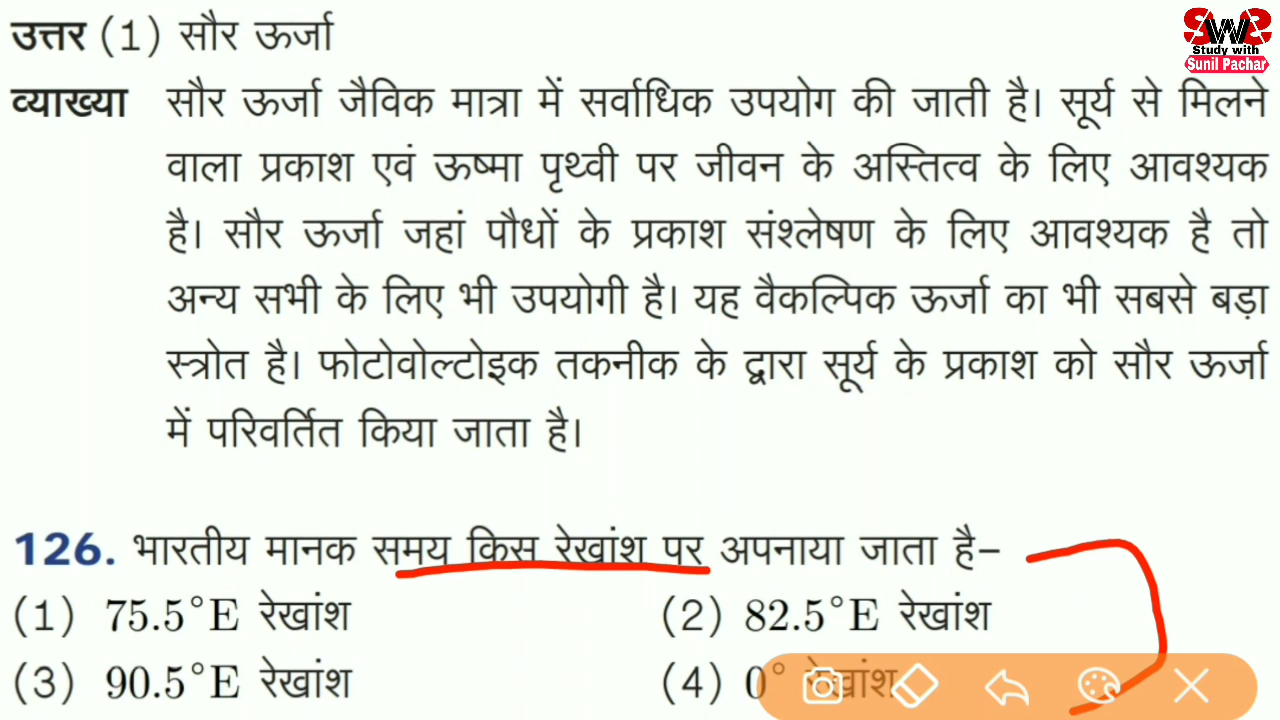 SWS
Study with
Sunil Pachar
उत्तर (1) सौर ऊर्जा
व्याख्या सौर ऊर्जा जैविक मात्रा में सर्वाधिक उपयोग की जाती है। सूर्य से मिलने
वाला प्रकाश एवं ऊष्मा पृथ्वी पर जीवन के अस्तित्व के लिए आवश्यक
है। सौर ऊर्जा जहां पौधों के प्रकाश संश्लेषण के लिए आवश्यक है तो
अन्य सभी के लिए भी उपयोगी है। यह वैकल्पिक ऊर्जा का भी सबसे बड़ा
स्त्रोत है। फोटोवोल्टोइक तकनीक के द्वारा सूर्य के प्रकाश को सौर ऊर्जा
में परिवर्तित किया जाता है।
126. भारतीय मानक समय किस रेखांश पर अपनाया जाता है–
(1) 75.5°E रेखांश (2) 82.5°E रेखांश
(3) 90.5°E रेखांश (4) 0° रेखांश